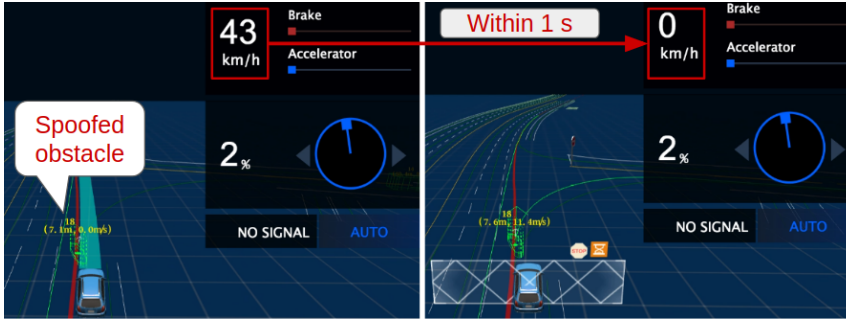 43
km/h
Brake
Accelerator
Within 1 s
0
km/h
Brake
Accelerator
Spoofed
obstacle
2%
18
(7.1m, 0.0m/s)
NO SIGNAL
AUTO
2%
18
(7.6m, 11.4m/s)
STOP
NO SIGNAL
AUTO